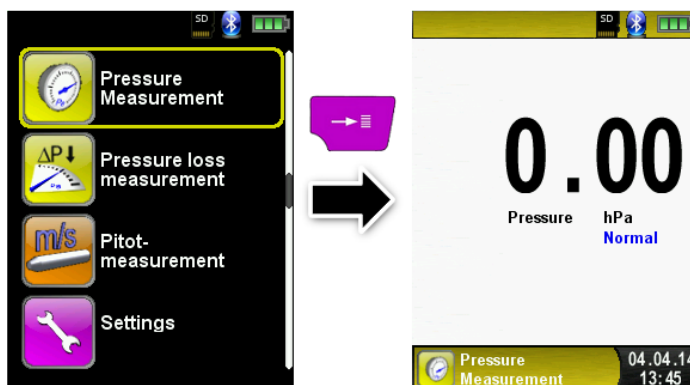 SD
Pressure
Measurement
ΔP
Pa
Pressure loss
measurement
m/s
Pitot-
measurement
Settings
SD
0.00
Pressure hPa
Normal
Pressure
Measurement
04.04.14
13:45